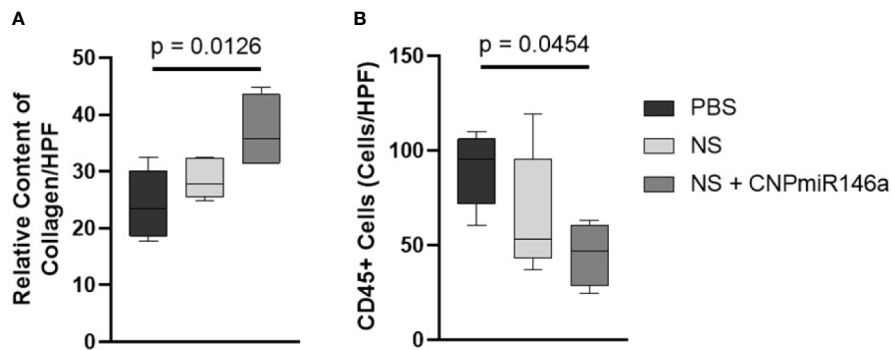 A
p = 0.0126
Relative Content of
Collagen/HPF
50
40
30
20
10
0
B
p = 0.0454
CD45+ Cells (Cells/HPF)
150
100
50
0
PBS
NS
NS + CNPmiR146a